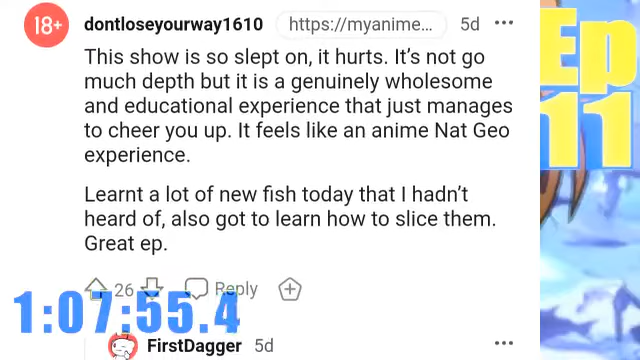 18+ dontloseyourway1610 https://myanime... 5d ...
This show is so slept on, it hurts. It's not go
much depth but it is a genuinely wholesome
and educational experience that just manages
to cheer you up. It feels like an anime Nat Geo
experience.
Learnt a lot of new fish today that I hadn't
heard of, also got to learn how to slice them.
Great ep.
26 Reply
1:07:55.4
FirstDagger 5d ...
Ep
11